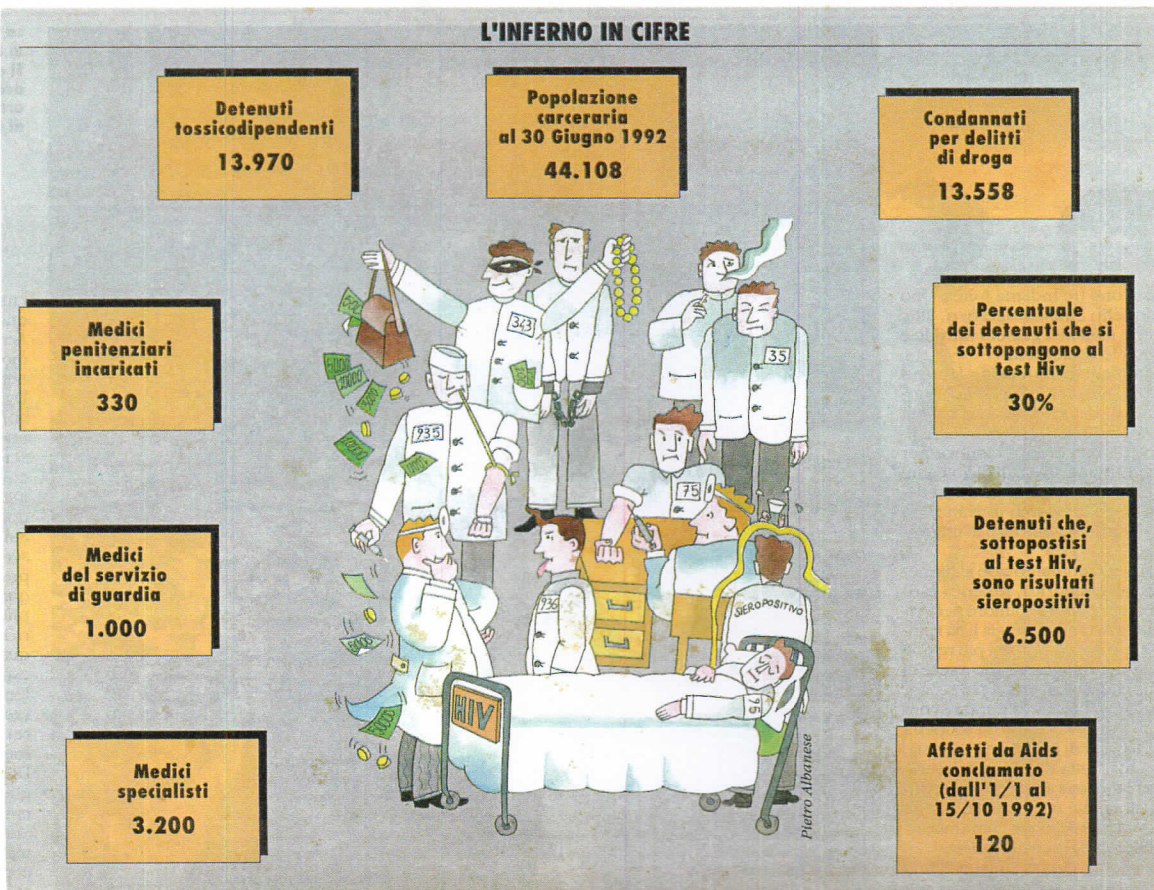 L'INFERNO IN CIFRE
Detenuti
tossicodipendenti
13.970
Popolazione
carceraria
al 30 Giugno 1992
44.108
Condannati
per delitti
di droga
13.558
Medici
penitenziari
incaricati
330
Percentuale
dei detenuti che si
sottopongono al
test Hiv
30%
Medici
del servizio
di guardia
1.000
Detenuti che,
sottopostisi
al test Hiv,
sono risultati
sieropositivi
6.500
Medici
specialisti
3.200
Affetti da Aids
conclamato
(dall'1/1 al
15/10 1992)
120
343
35
935
75
936
SIEROPOSITIVO
HIV
95
Pietro Albanese